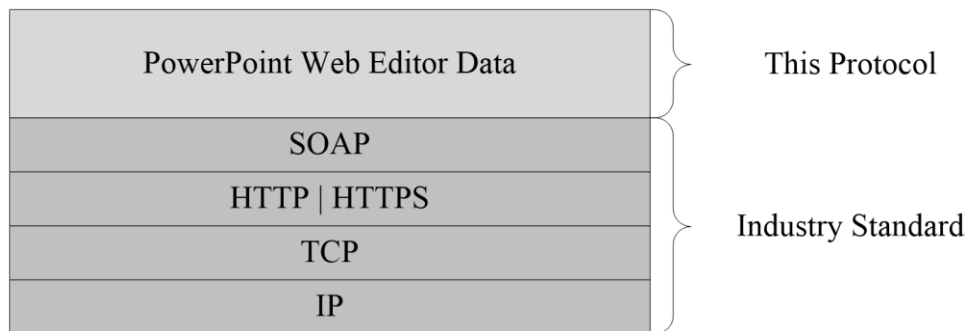 PowerPoint Web Editor Data
This Protocol
SOAP
HTTP | HTTPS
TCP
IP
Industry Standard